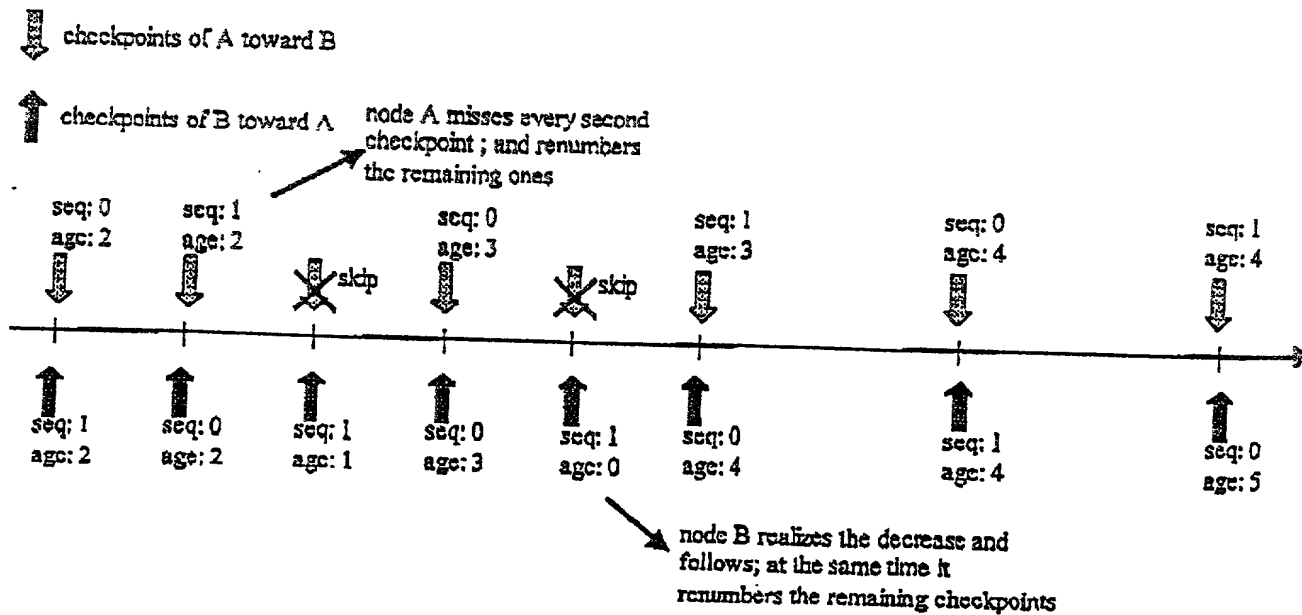 checkpoints of A toward B
checkpoints of B toward A
node A misses every second
checkpoint ; and renumbers
the remaining ones
seq: 0
age: 2
seq: 1
age: 2
skip
seq: 0
age: 3
skip
seq: 1
age: 3
seq: 0
age: 4
seq: 1
age: 4
seq: 1
age: 2
seq: 0
age: 2
seq: 1
age: 1
seq: 0
age: 3
seq: 1
age: 0
seq: 0
age: 4
seq: 1
age: 4
seq: 0
age: 5
node B realizes the decrease and
follows; at the same time it
renumbers the remaining checkpoints